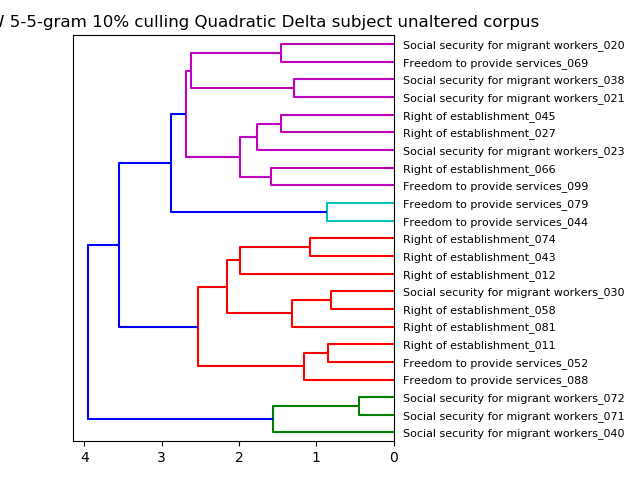 5-5-gram 10% culling Quadratic Delta subject unaltered corpus
Social security for migrant workers_020
Freedom to provide services_069
Social security for migrant workers_038
Social security for migrant workers_021
Right of establishment_045
Right of establishment_027
Social security for migrant workers_023
Right of establishment_066
Freedom to provide services_099
Freedom to provide services_079
Freedom to provide services_044
Right of establishment_074
Right of establishment_043
Right of establishment_012
Social security for migrant workers_030
Right of establishment_058
Right of establishment_081
Right of establishment_011
Freedom to provide services_052
Freedom to provide services_088
Social security for migrant workers_072
Social security for migrant workers_071
Social security for migrant workers_040
4 3 2 1 0